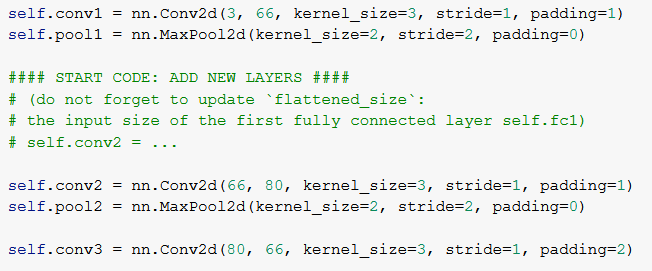 self.conv1 = nn.Conv2d(3, 66, kernel_size=3, stride=1, padding=1)
self.pool1 = nn.MaxPool2d(kernel_size=2, stride=2, padding=0)
#### START CODE: ADD NEW LAYERS ####
# (do not forget to update `flattened_size`:
# the input size of the first fully connected layer self.fc1)
# self.conv2 = ...
self.conv2 = nn.Conv2d(66, 80, kernel_size=3, stride=1, padding=1)
self.pool2 = nn.MaxPool2d(kernel_size=2, stride=2, padding=0)
self.conv3 = nn.Conv2d(80, 66, kernel_size=3, stride=1, padding=2)